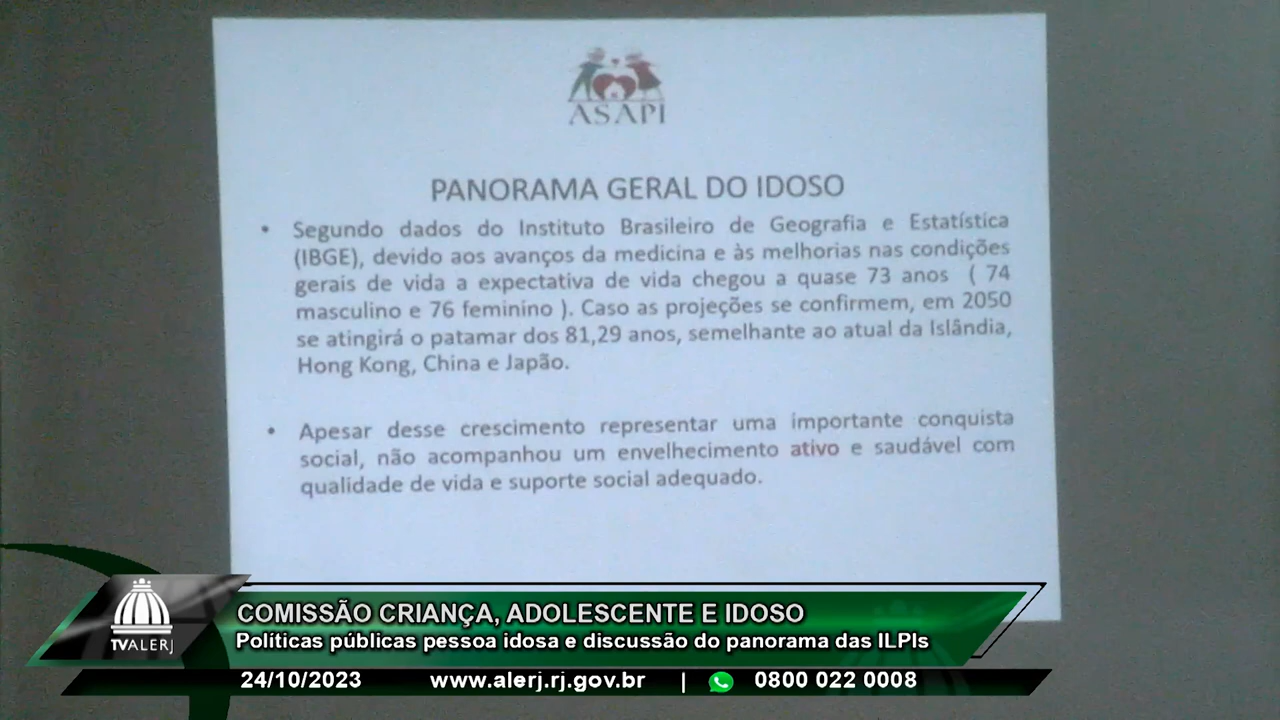 ASAPI
PANORAMA GERAL DO IDOSO
• Segundo dados do Instituto Brasileiro de Geografia e Estatística
(IBGE), devido aos avanços da medicina e às melhorias nas condições
gerais de vida a expectativa de vida chegou a quase 73 anos ( 74
masculino e 76 feminino ). Caso as projeções se confirmem, em 2050
se atingirá o patamar dos 81,29 anos, semelhante ao atual da Islândia,
Hong Kong, China e Japão.
• Apesar desse crescimento representar uma importante conquista
social, não acompanhou um envelhecimento ativo e saudável com
qualidade de vida e suporte social adequado.
COMISSÃO CRIANÇA, ADOLESCENTE E IDOSO
Políticas públicas pessoa idosa e discussão do panorama das ILPIs
TVALERJ
24/10/2023 www.alerj.rj.gov.br | 0800 022 0008